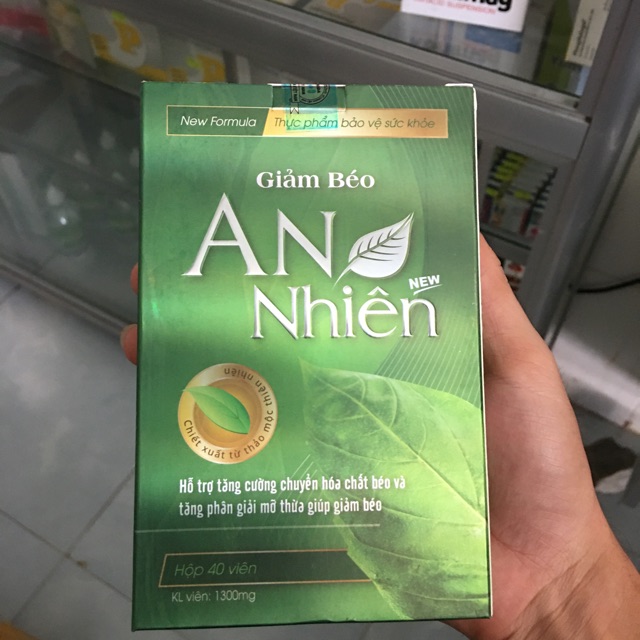 New Formula
Thực phẩm bảo vệ sức khỏe
Giảm Béo
AN
Nhiên
NEW
Chiết xuất từ thảo mộc thiên nhiên
Hỗ trợ tăng cường chuyển hóa chất béo và
tăng phân giải mỡ thừa giúp giảm béo
Hộp 40 viên
KL viên: 1300mg